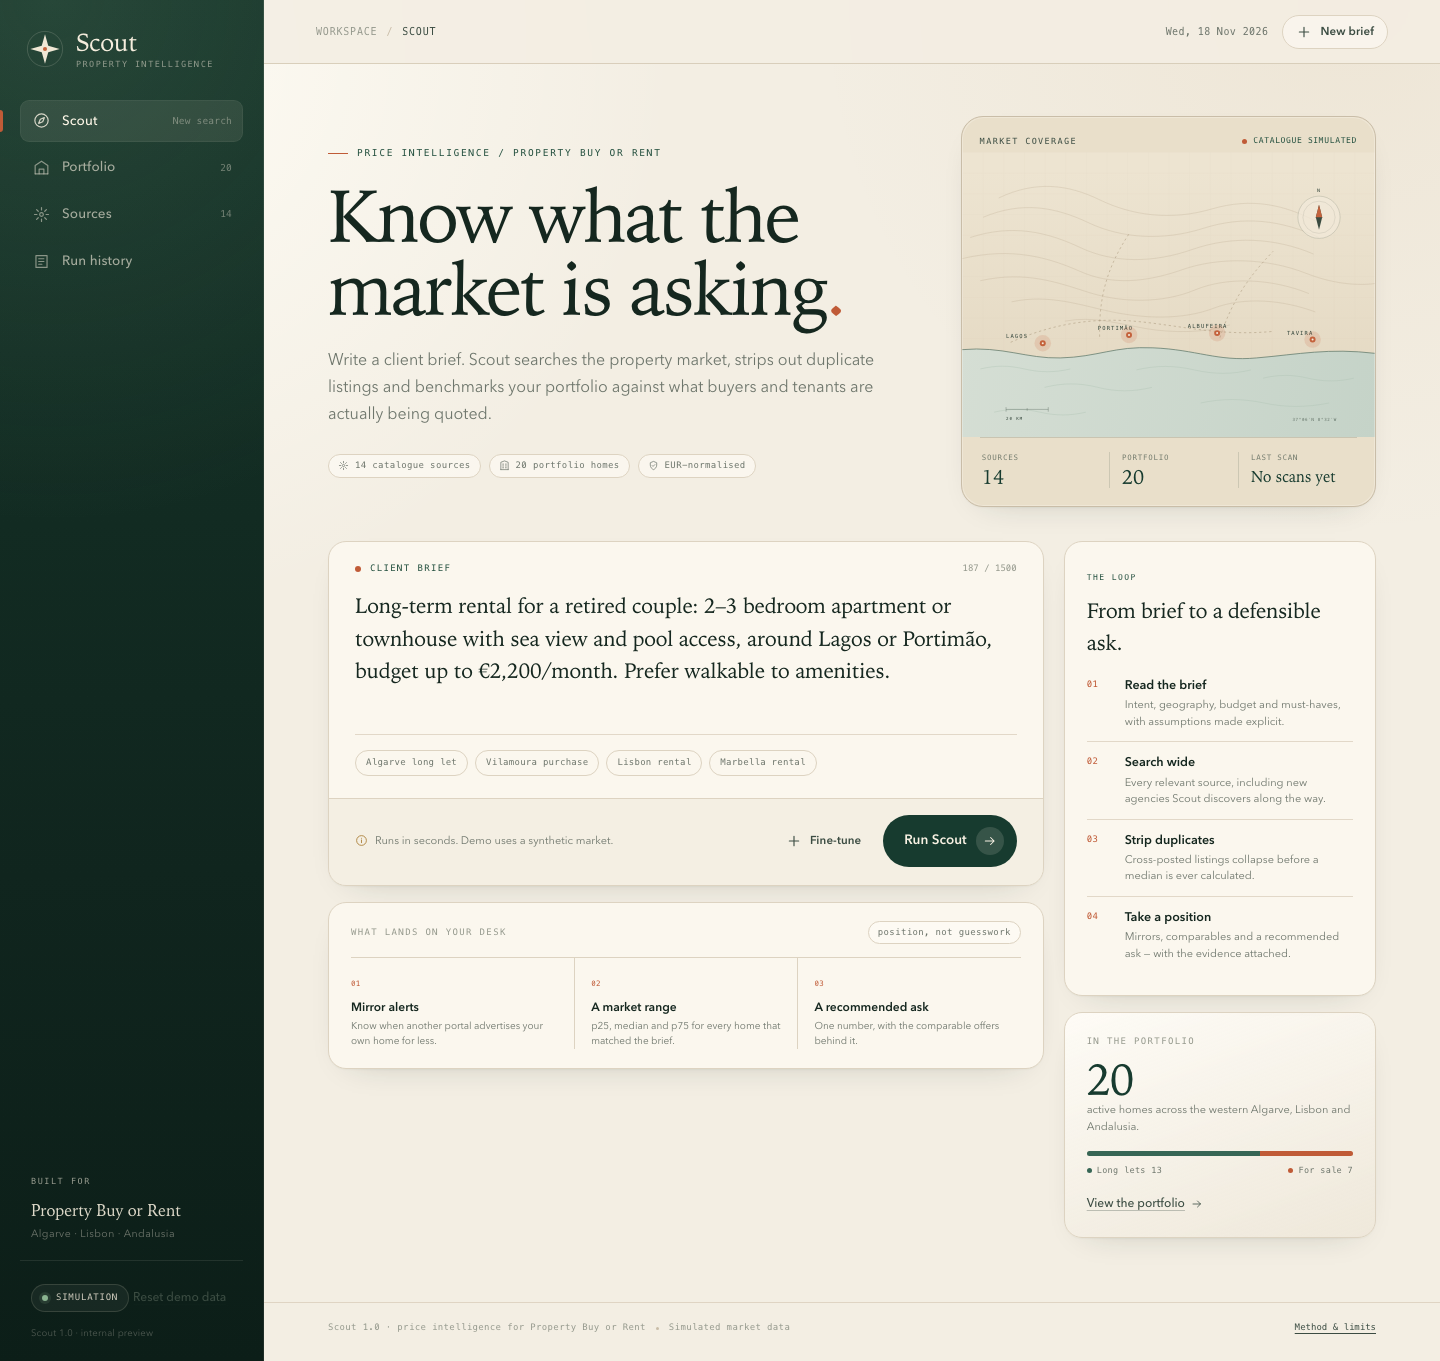 Scout
PROPERTY INTELLIGENCE
Scout
New search
Portfolio
20
Sources
14
Run history
BUILT FOR
Property Buy or Rent
Algarve · Lisbon · Andalusia
SIMULATION
Reset demo data
Scout 1.0 · internal preview
WORKSPACE / SCOUT
Wed, 18 Nov 2026
New brief
PRICE INTELLIGENCE / PROPERTY BUY OR RENT
Know what the
market is asking.
Write a client brief. Scout searches the property market, strips out duplicate
listings and benchmarks your portfolio against what buyers and tenants are
actually being quoted.
14 catalogue sources
20 portfolio homes
EUR-normalised
MARKET COVERAGE
CATALOGUE SIMULATED
N
LAGOS
PORTIMÃO
ALBUFEIRA
TAVIRA
20 KM
SOURCES
14
PORTFOLIO
20
LAST SCAN
No scans yet
CLIENT BRIEF
187 / 1500
Long-term rental for a retired couple: 2–3 bedroom apartment or
townhouse with sea view and pool access, around Lagos or Portimão,
budget up to €2,200/month. Prefer walkable to amenities.
Algarve long let
Vilamoura purchase
Lisbon rental
Marbella rental
Runs in seconds. Demo uses a synthetic market.
Fine-tune
Run Scout
WHAT LANDS ON YOUR DESK
position, not guesswork
01
Mirror alerts
Know when another portal advertises your
own home for less.
02
A market range
p25, median and p75 for every home that
matched the brief.
03
A recommended ask
One number, with the comparable offers
behind it.
THE LOOP
From brief to a defensible
ask.
01
Read the brief
Intent, geography, budget and must-haves,
with assumptions made explicit.
02
Search wide
Every relevant source, including new
agencies Scout discovers along the way.
03
Strip duplicates
Cross-posted listings collapse before a
median is ever calculated.
04
Take a position
Mirrors, comparables and a recommended
ask — with the evidence attached.
IN THE PORTFOLIO
20
active homes across the western Algarve, Lisbon and
Andalusia.
Long lets 13
For sale 7
View the portfolio
Scout 1.0 · price intelligence for Property Buy or Rent
Simulated market data
Method & limits